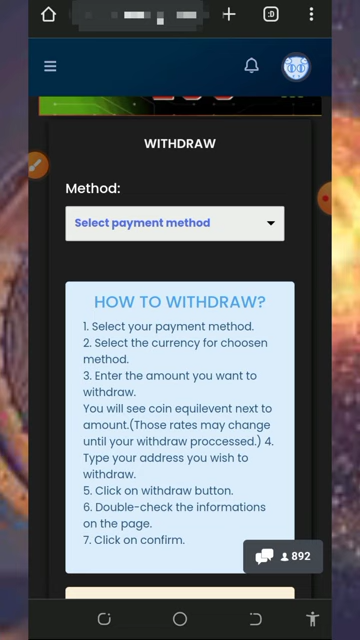 :D
WITHDRAW
Method:
Select payment method
HOW TO WITHDRAW?
1. Select your payment method.
2. Select the currency for choosen
method.
3. Enter the amount you want to
withdraw.
You will see coin equilevent next to
amount.(Those rates may change
until your withdraw proccessed.) 4.
Type your address you wish to
withdraw.
5. Click on withdraw button.
6. Double-check the informations
on the page.
7. Click on confirm.
892